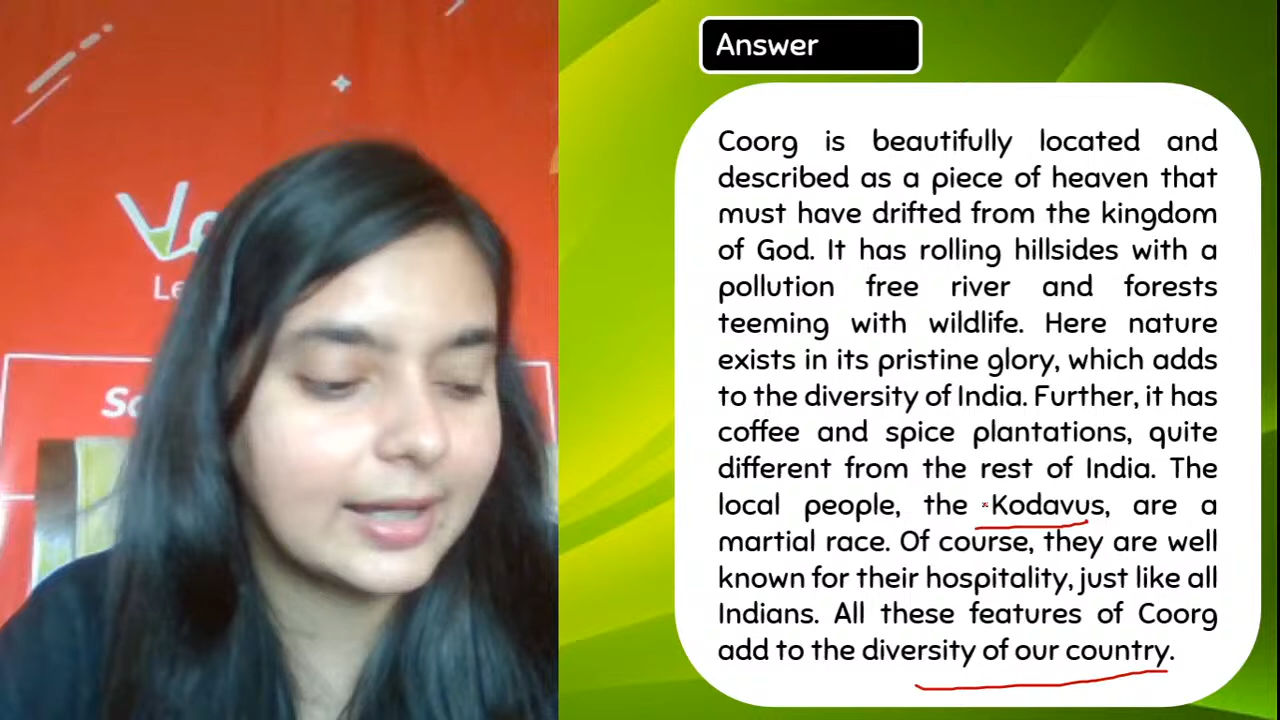 Answer
Coorg is beautifully located and
described as a piece of heaven that
must have drifted from the kingdom
of God. It has rolling hillsides with a
pollution free river and forests
teeming with wildlife. Here nature
exists in its pristine glory, which adds
to the diversity of India. Further, it has
coffee and spice plantations, quite
different from the rest of India. The
local people, the Kodavus, are a
martial race. Of course, they are well
known for their hospitality, just like all
Indians. All these features of Coorg
add to the diversity of our country.